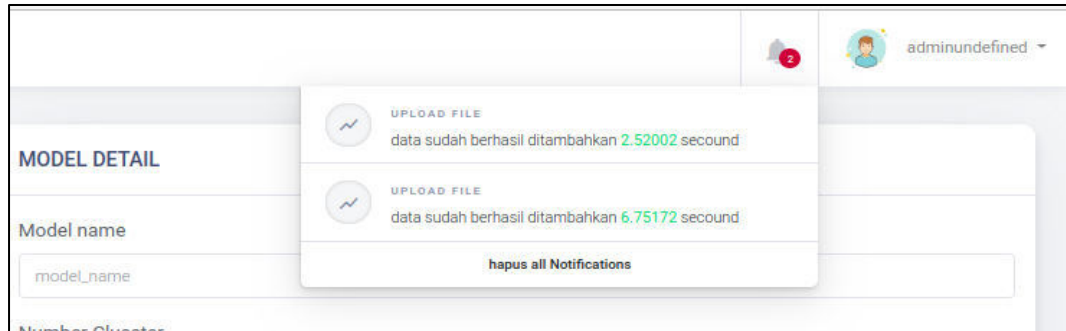 2
adminundefined
UPLOAD FILE
data sudah berhasil ditambahkan 2.52002 secound
MODEL DETAIL
UPLOAD FILE
data sudah berhasil ditambahkan 6.75172 secound
Model name
hapus all Notifications
model_name